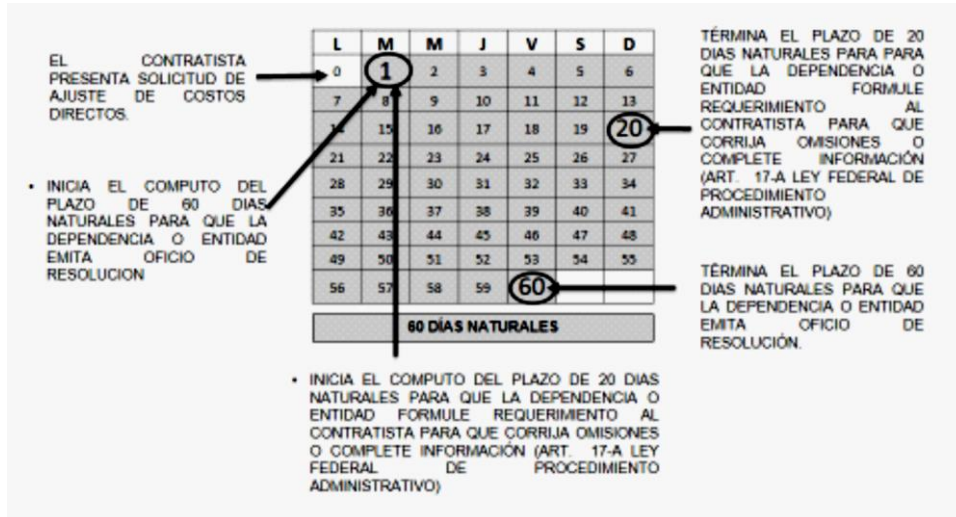 EL CONTRATISTA
PRESENTA SOLICITUD DE
AJUSTE DE COSTOS
DIRECTOS.
• INICIA EL COMPUTO DEL
PLAZO DE 60 DIAS
NATURALES PARA QUE LA
DEPENDENCIA O ENTIDAD
EMITA OFICIO DE
RESOLUCION
L M M J V S D
0 1 2 3 4 5 6
7 8 9 10 11 12 13
14 15 16 17 18 19 20
21 22 23 24 25 26 27
28 29 30 31 32 33 34
35 36 37 38 39 40 41
42 43 44 45 46 47 48
49 50 51 52 53 54 55
56 57 58 59 60
60 DÍAS NATURALES
• INICIA EL COMPUTO DEL PLAZO DE 20 DIAS
NATURALES PARA QUE LA DEPENDENCIA O
ENTIDAD FORMULE REQUERIMIENTO AL
CONTRATISTA PARA QUE CORRIJA OMISIONES
O COMPLETE INFORMACIÓN (ART. 17-A LEY
FEDERAL DE PROCEDIMIENTO
ADMINISTRATIVO)
TÉRMINA EL PLAZO DE 20
DIAS NATURALES PARA PARA
QUE LA DEPENDENCIA O
ENTIDAD FORMULE
REQUERIMIENTO AL
CONTRATISTA PARA QUE
CORRIJA OMISIONES O
COMPLETE INFORMACIÓN
(ART. 17-A LEY FEDERAL DE
PROCEDIMIENTO
ADMINISTRATIVO)
TÉRMINA EL PLAZO DE 60
DIAS NATURALES PARA QUE
LA DEPENDENCIA O ENTIDAD
EMITA OFICIO DE
RESOLUCIÓN.